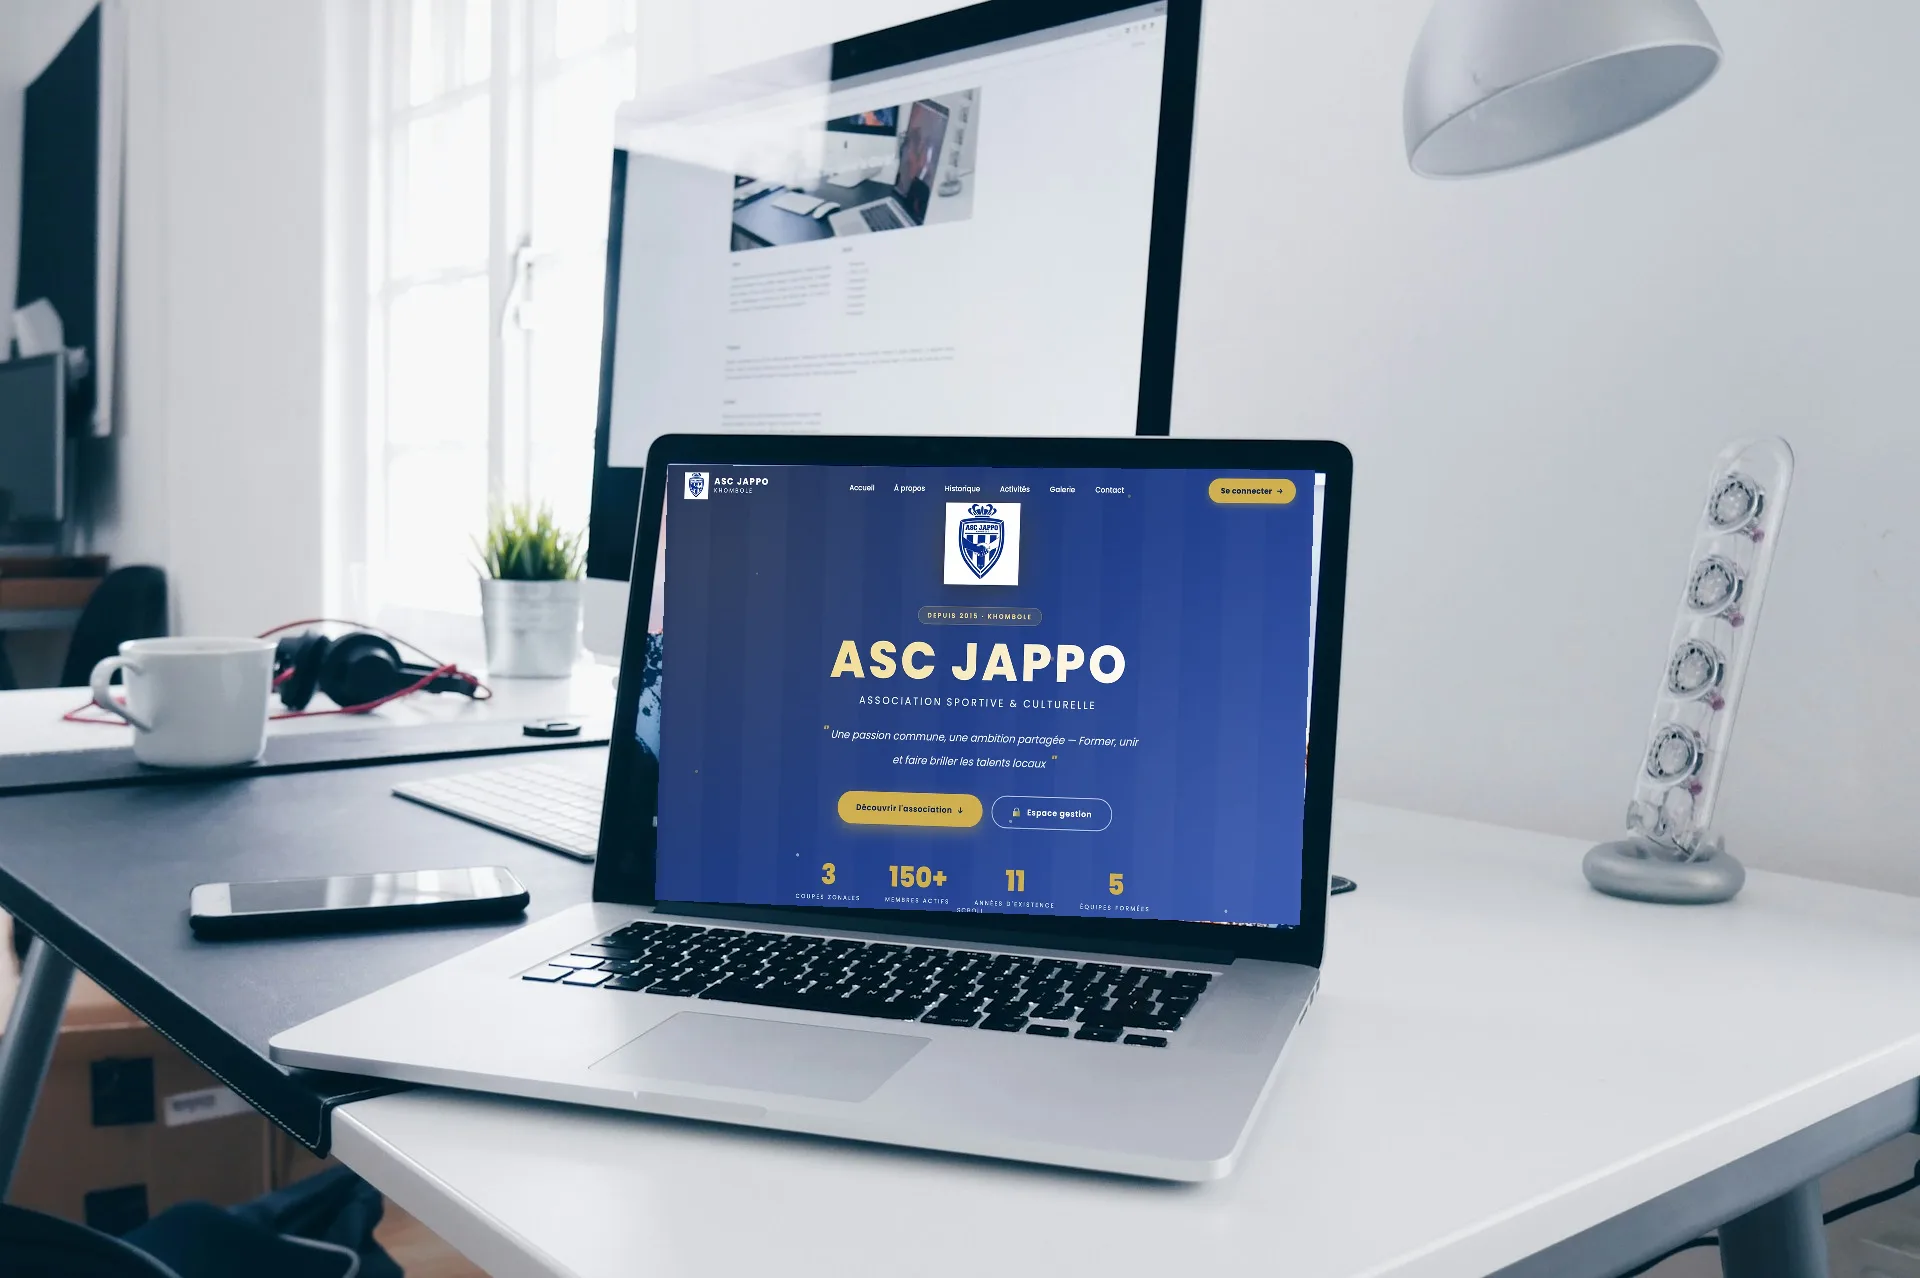 ASC JAPPO
KHOMBOLE
Accueil À propos Historique Activités Galerie Contact
Se connecter →
ASC JAPPO
DEPUIS 2015 · KHOMBOLE
ASC JAPPO
ASSOCIATION SPORTIVE & CULTURELLE
" Une passion commune, une ambition partagée — Former, unir
et faire briller les talents locaux "
Découvrir l'association ↓
Espace gestion
3 150+ 11 5
COUPES ZONALES MEMBRES ACTIFS ANNÉES D'EXISTENCE ÉQUIPES FORMÉES
SCROLL